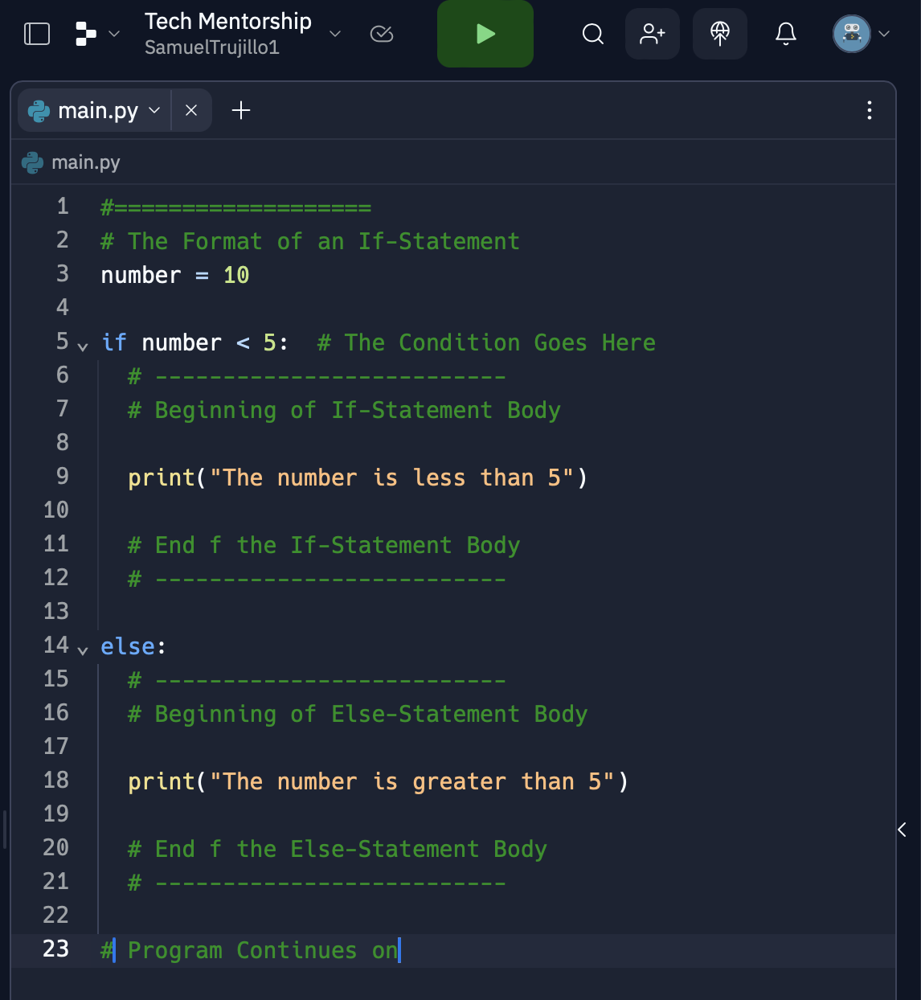 Tech Mentorship
SamuelTrujillo1
main.py
main.py
1 #===================
2 # The Format of an If-Statement
3 number = 10
4
5 if number < 5:  # The Condition Goes Here
6   # --------------------------
7   # Beginning of If-Statement Body
8
9   print("The number is less than 5")
10
11   # End f the If-Statement Body
12   # --------------------------
13
14 else:
15   # --------------------------
16   # Beginning of Else-Statement Body
17
18   print("The number is greater than 5")
19
20   # End f the Else-Statement Body
21   # --------------------------
22
23 # Program Continues on